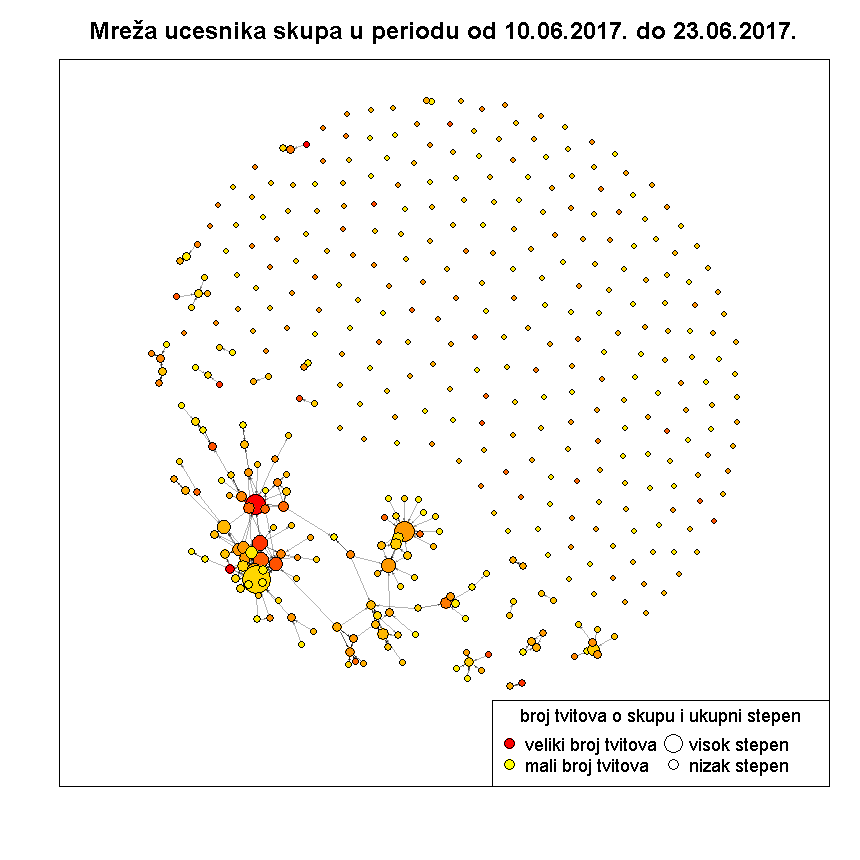 Mreža ucesnika skupa u periodu od 10.06.2017. do 23.06.2017.
broj tvitova o skupu i ukupni stepen
veliki broj tvitova visok stepen
mali broj tvitova nizak stepen